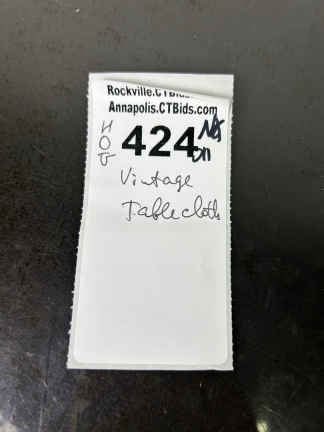 Rockville.CTBids.
Annapolis.CTBids.com
424
Vintage
Tablecloth